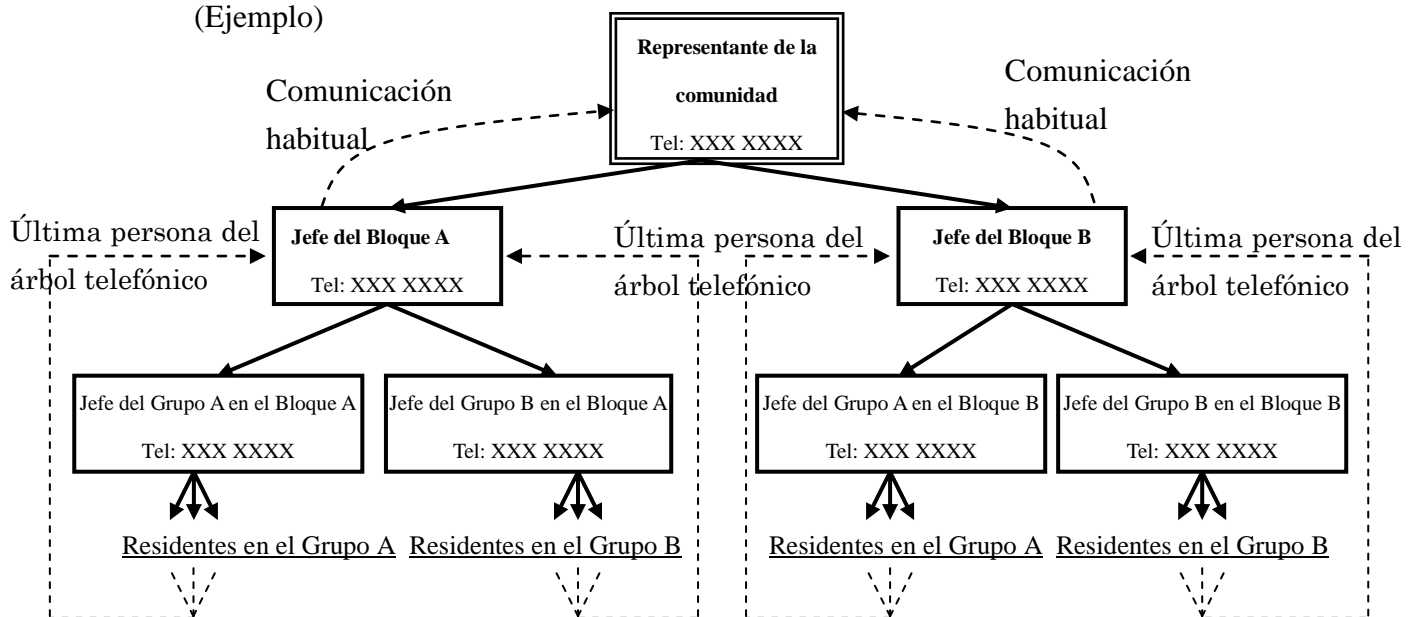 (Ejemplo)
Representante de la
comunidad
Tel: XXX XXXX
Comunicación
habitual
Comunicación
habitual
Última persona del
árbol telefónico
Jefe del Bloque A
Tel: XXX XXXX
Última persona del
árbol telefónico
Jefe del Bloque B
Tel: XXX XXXX
Última persona del
árbol telefónico
Jefe del Grupo A en el Bloque A
Tel: XXX XXXX
Jefe del Grupo B en el Bloque A
Tel: XXX XXXX
Jefe del Grupo A en el Bloque B
Tel: XXX XXXX
Jefe del Grupo B en el Bloque B
Tel: XXX XXXX
Residentes en el Grupo A
Residentes en el Grupo B
Residentes en el Grupo A
Residentes en el Grupo B